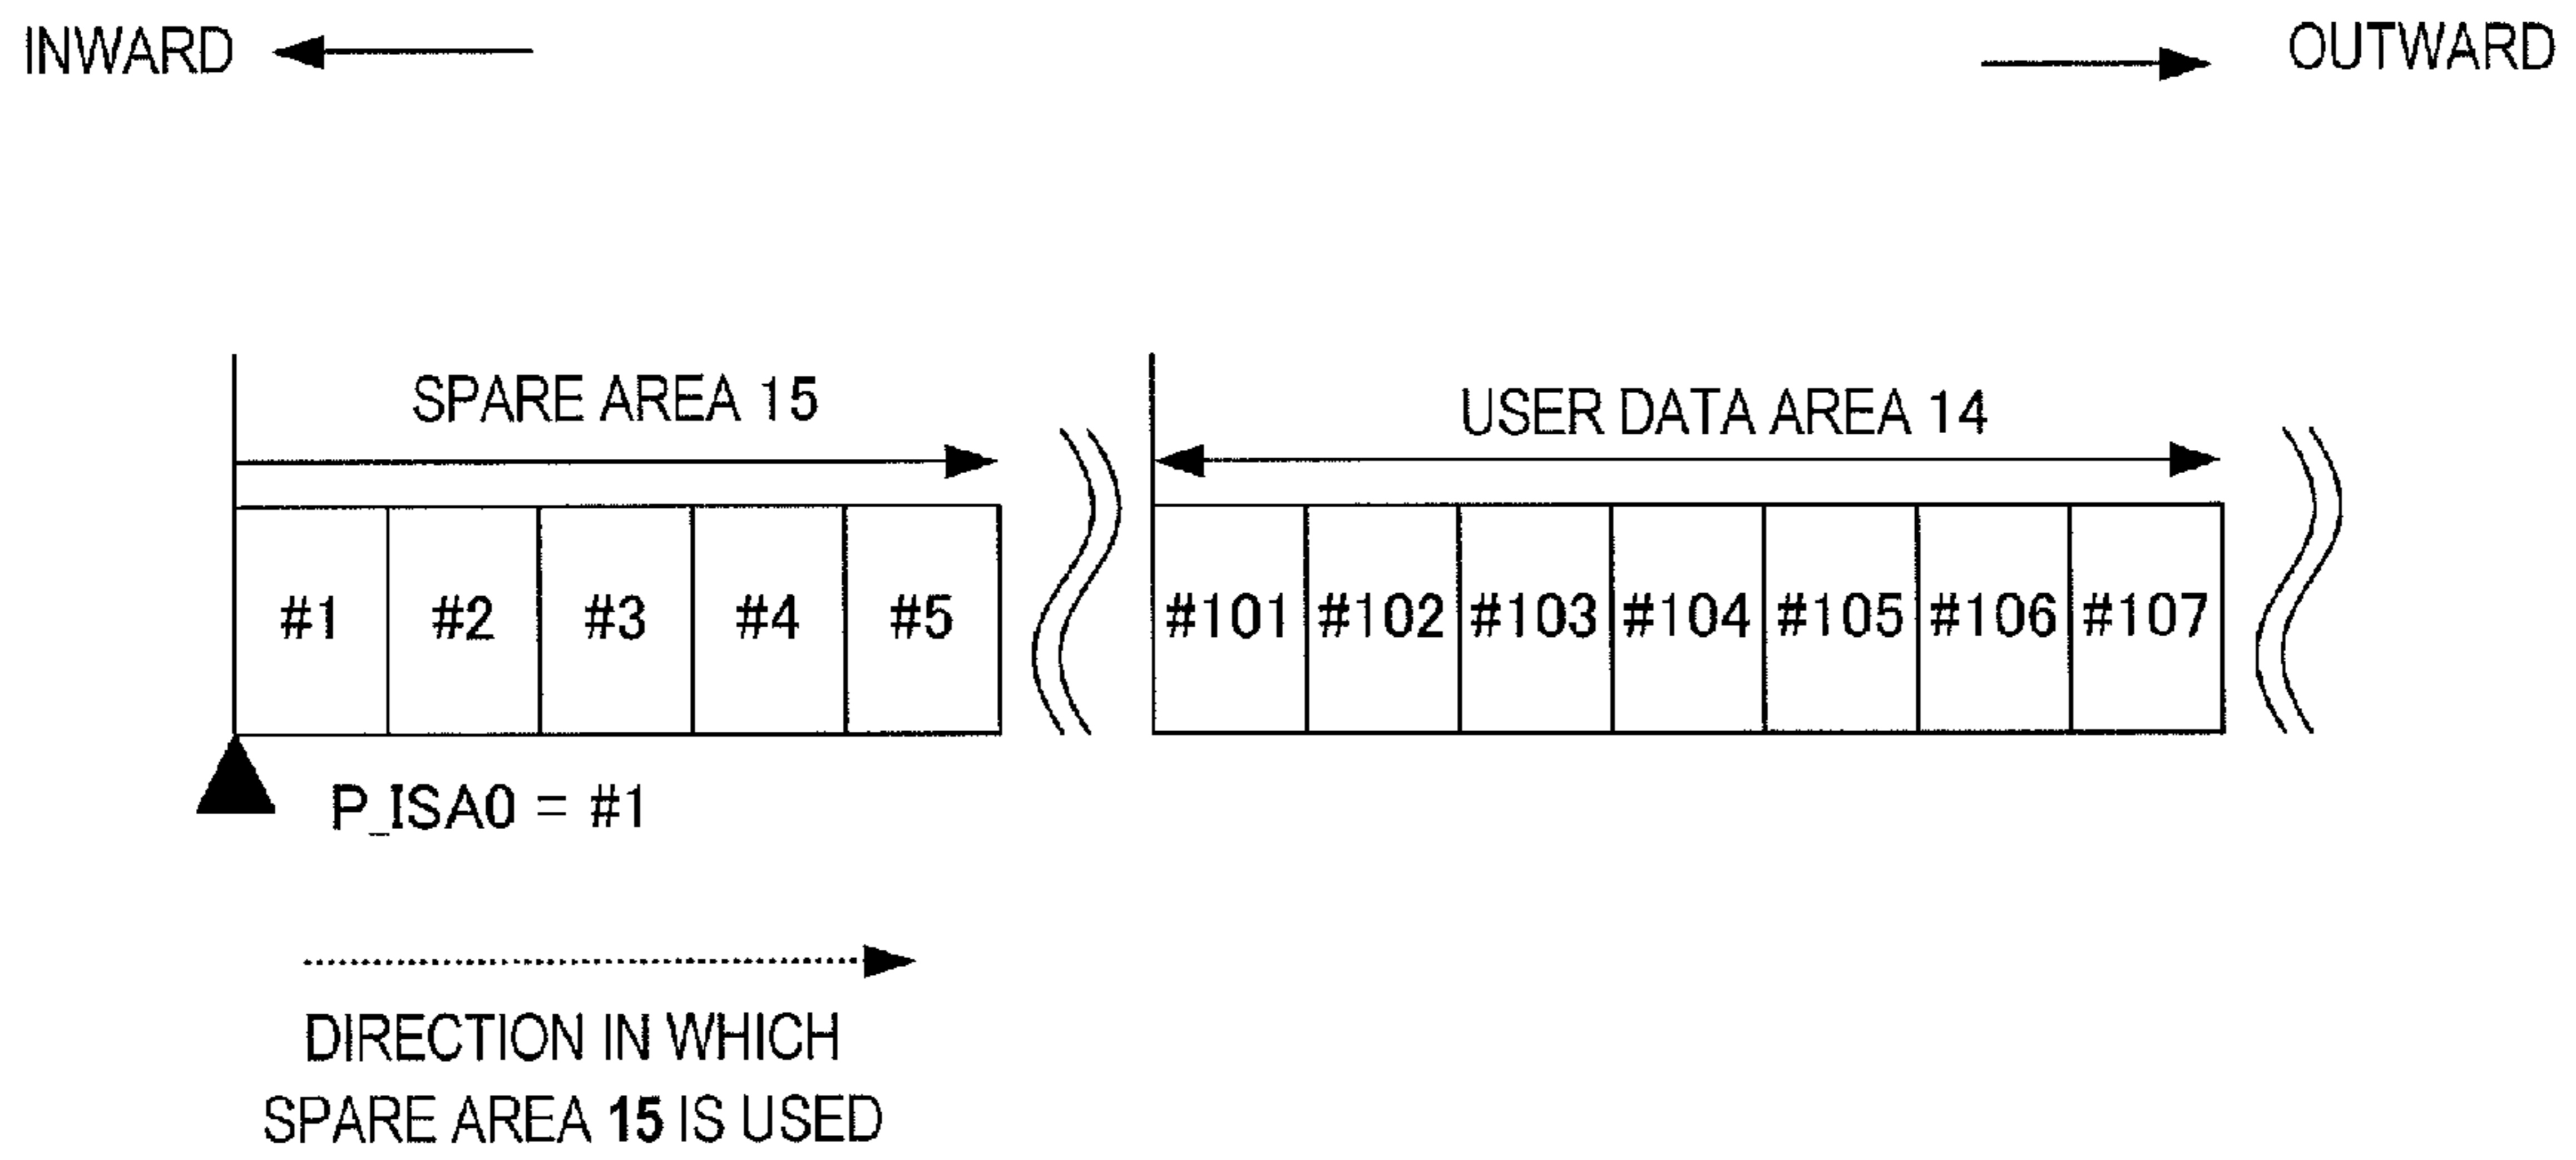 INWARD
OUTWARD
SPARE AREA 15
USER DATA AREA 14
#1 #2 #3 #4 #5 #101 #102 #103 #104 #105 #106 #107
P_ISA0 = #1
DIRECTION IN WHICH
SPARE AREA 15 IS USED